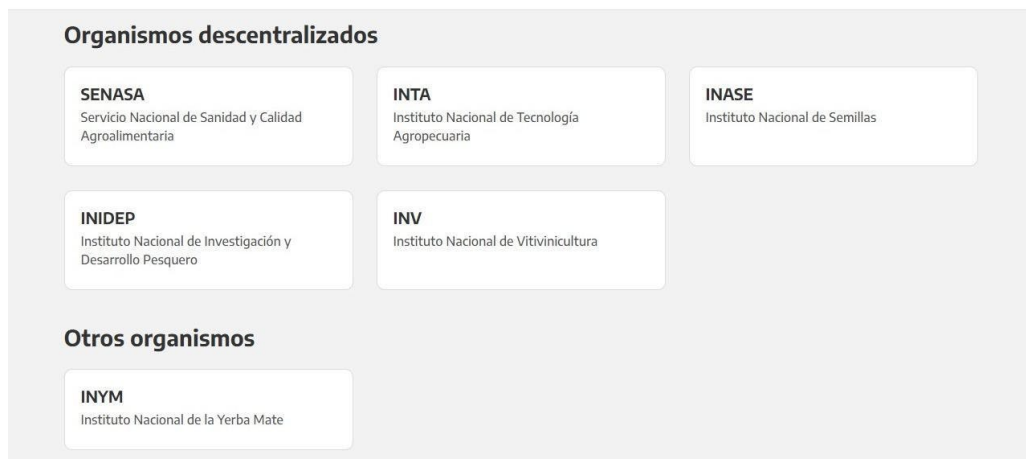 Organismos descentralizados
SENASA
Servicio Nacional de Sanidad y Calidad
Agroalimentaria
INTA
Instituto Nacional de Tecnología
Agropecuaria
INASE
Instituto Nacional de Semillas
INIDEP
Instituto Nacional de Investigación y
Desarrollo Pesquero
INV
Instituto Nacional de Vitivinicultura
Otros organismos
INYM
Instituto Nacional de la Yerba Mate